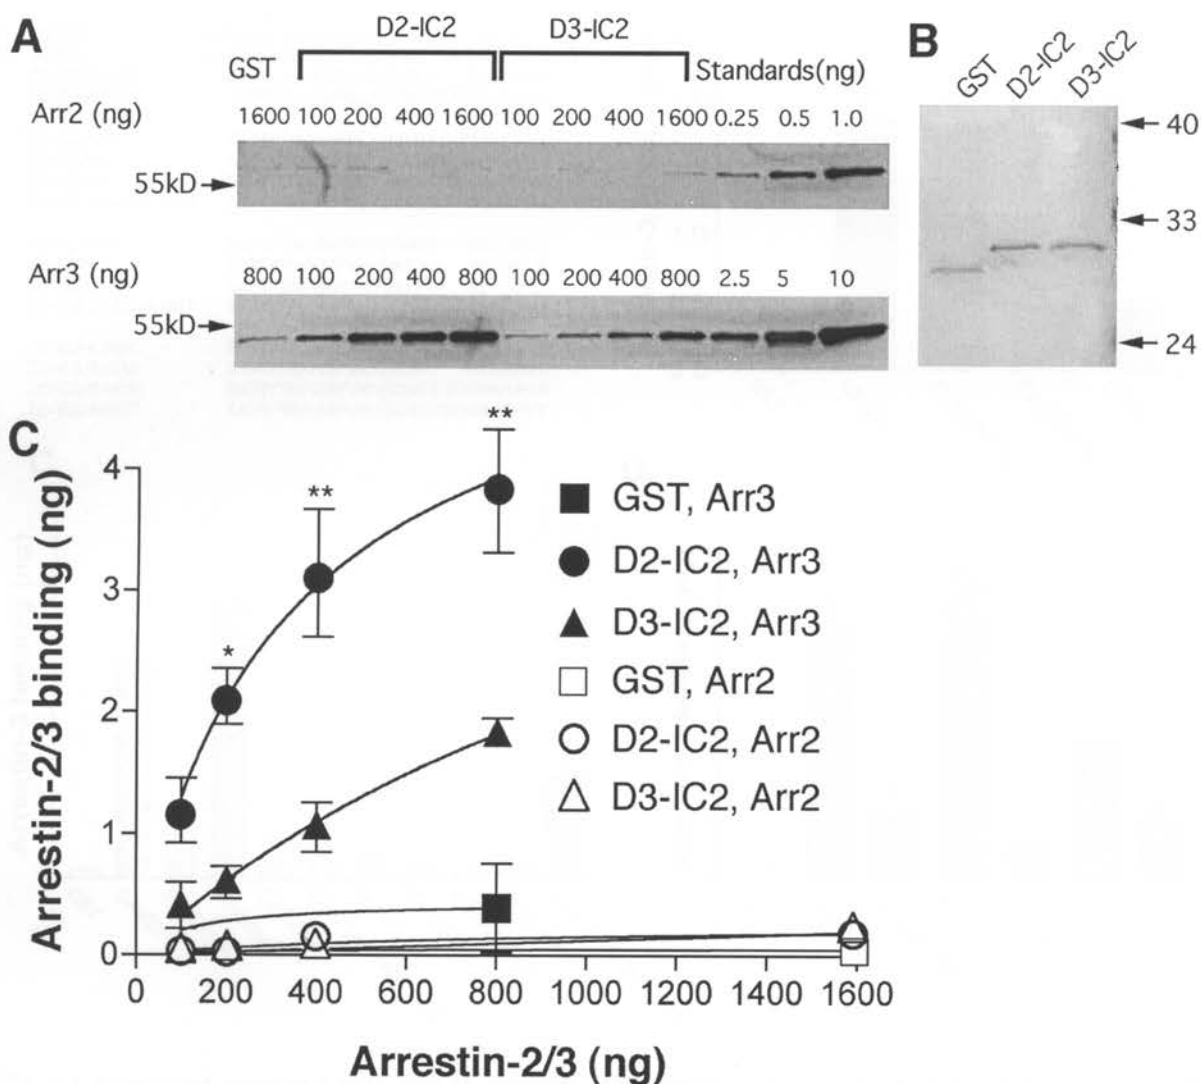 A
D2-IC2 D3-IC2
GST Standards(ng)
Arr2 (ng) 1600 100 200 400 1600 100 200 400 1600 0.25 0.5 1.0
55kD
Arr3 (ng) 800 100 200 400 800 100 200 400 800 2.5 5 10
55kD
B
GST D2-IC2 D3-IC2
40
33
24
C
Arrestin-2/3 binding (ng)
4
3
2
1
0
* ** **
GST, Arr3
D2-IC2, Arr3
D3-IC2, Arr3
GST, Arr2
D2-IC2, Arr2
D3-IC2, Arr2
0 200 400 600 800 1000 1200 1400 1600
Arrestin-2/3 (ng)